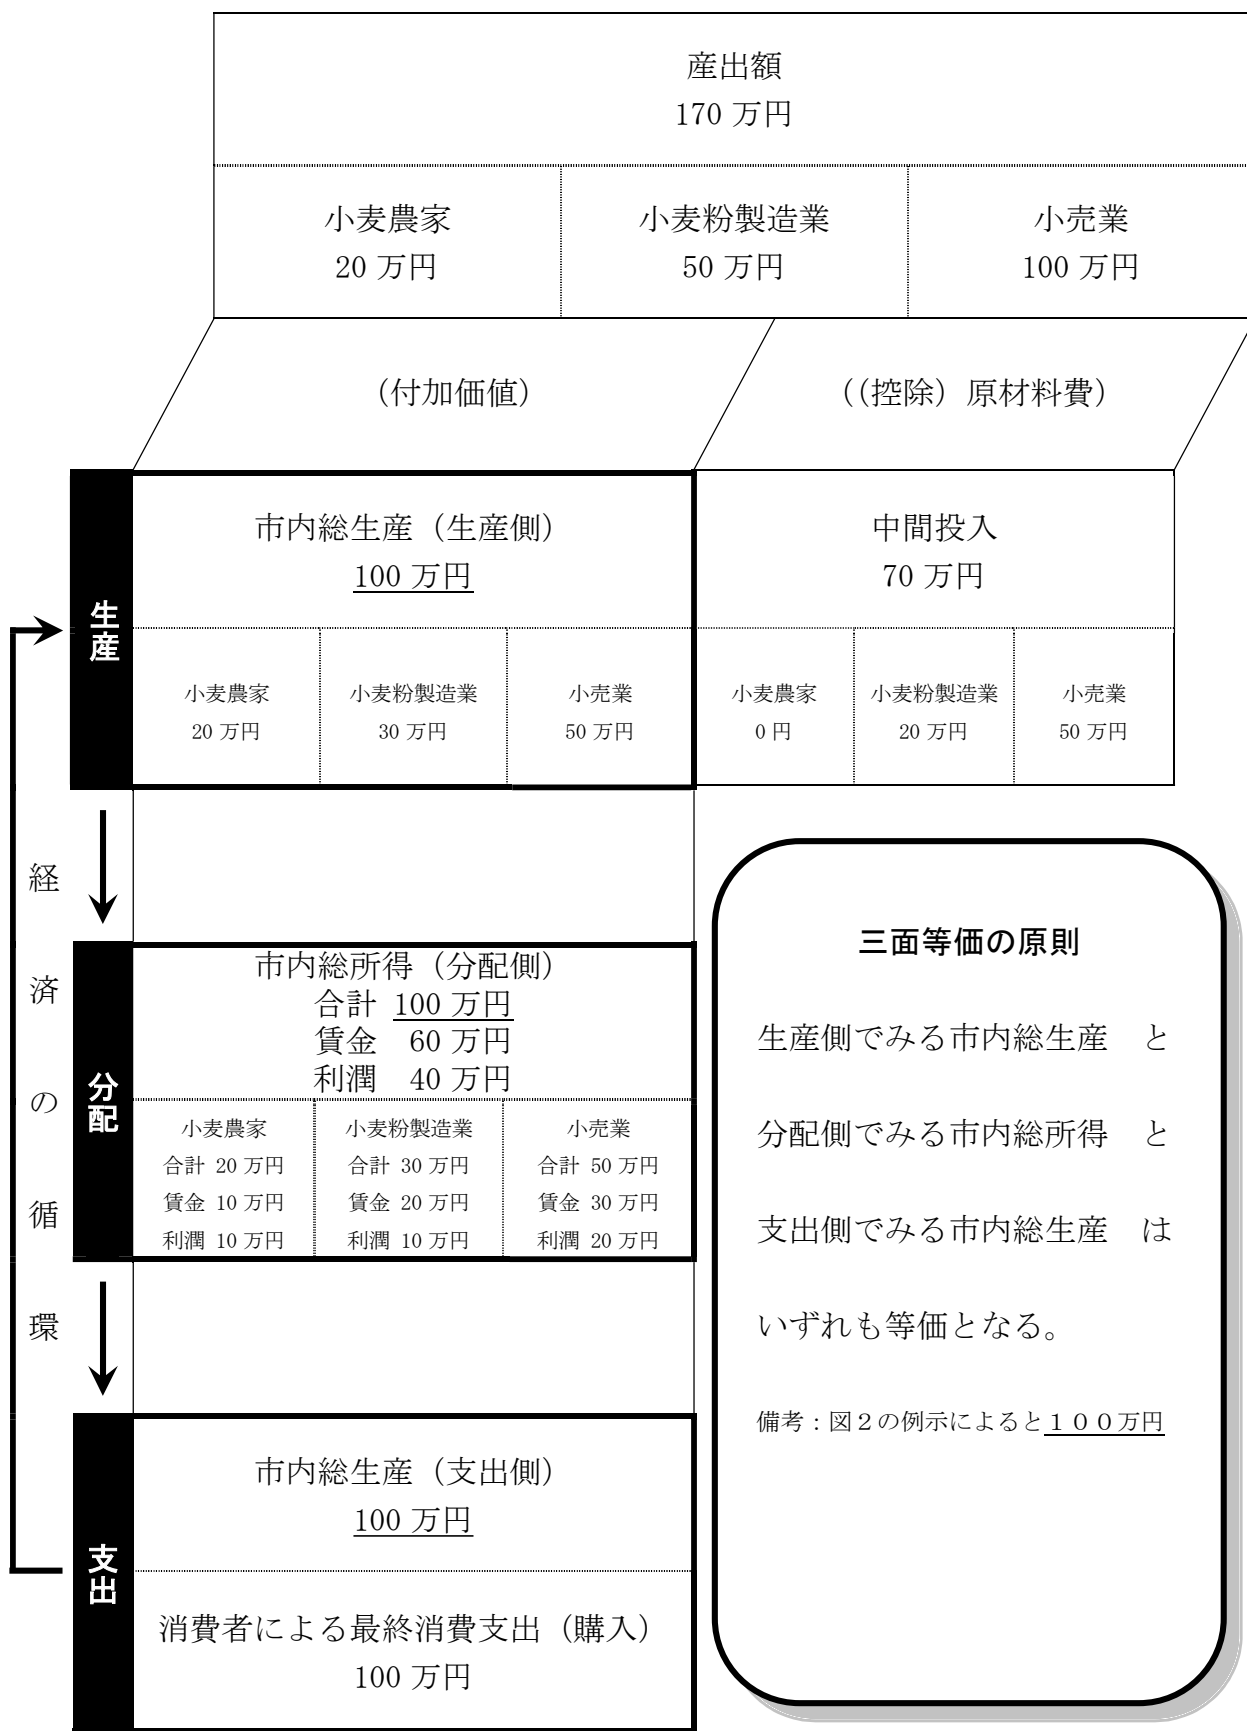 産出額
170 万円
小麦農家
20 万円
小麦粉製造業
50 万円
小売業
100 万円
(付加価値)
((控除) 原材料費)
生産
市内総生産 (生産側)
100 万円
小麦農家
20 万円
小麦粉製造業
30 万円
小売業
50 万円
中間投入
70 万円
小麦農家
0 円
小麦粉製造業
20 万円
小売業
50 万円
経済の循環
分配
市内総所得 (分配側)
合計 100 万円
賃金 60 万円
利潤 40 万円
小麦農家
合計 20 万円
賃金 10 万円
利潤 10 万円
小麦粉製造業
合計 30 万円
賃金 20 万円
利潤 10 万円
小売業
合計 50 万円
賃金 30 万円
利潤 20 万円
支出
市内総生産 (支出側)
100 万円
消費者による最終消費支出 (購入)
100 万円
三面等価の原則
生産側でみる市内総生産 と
分配側でみる市内総所得 と
支出側でみる市内総生産 は
いずれも等価となる。
備考:図2の例示によると100万円